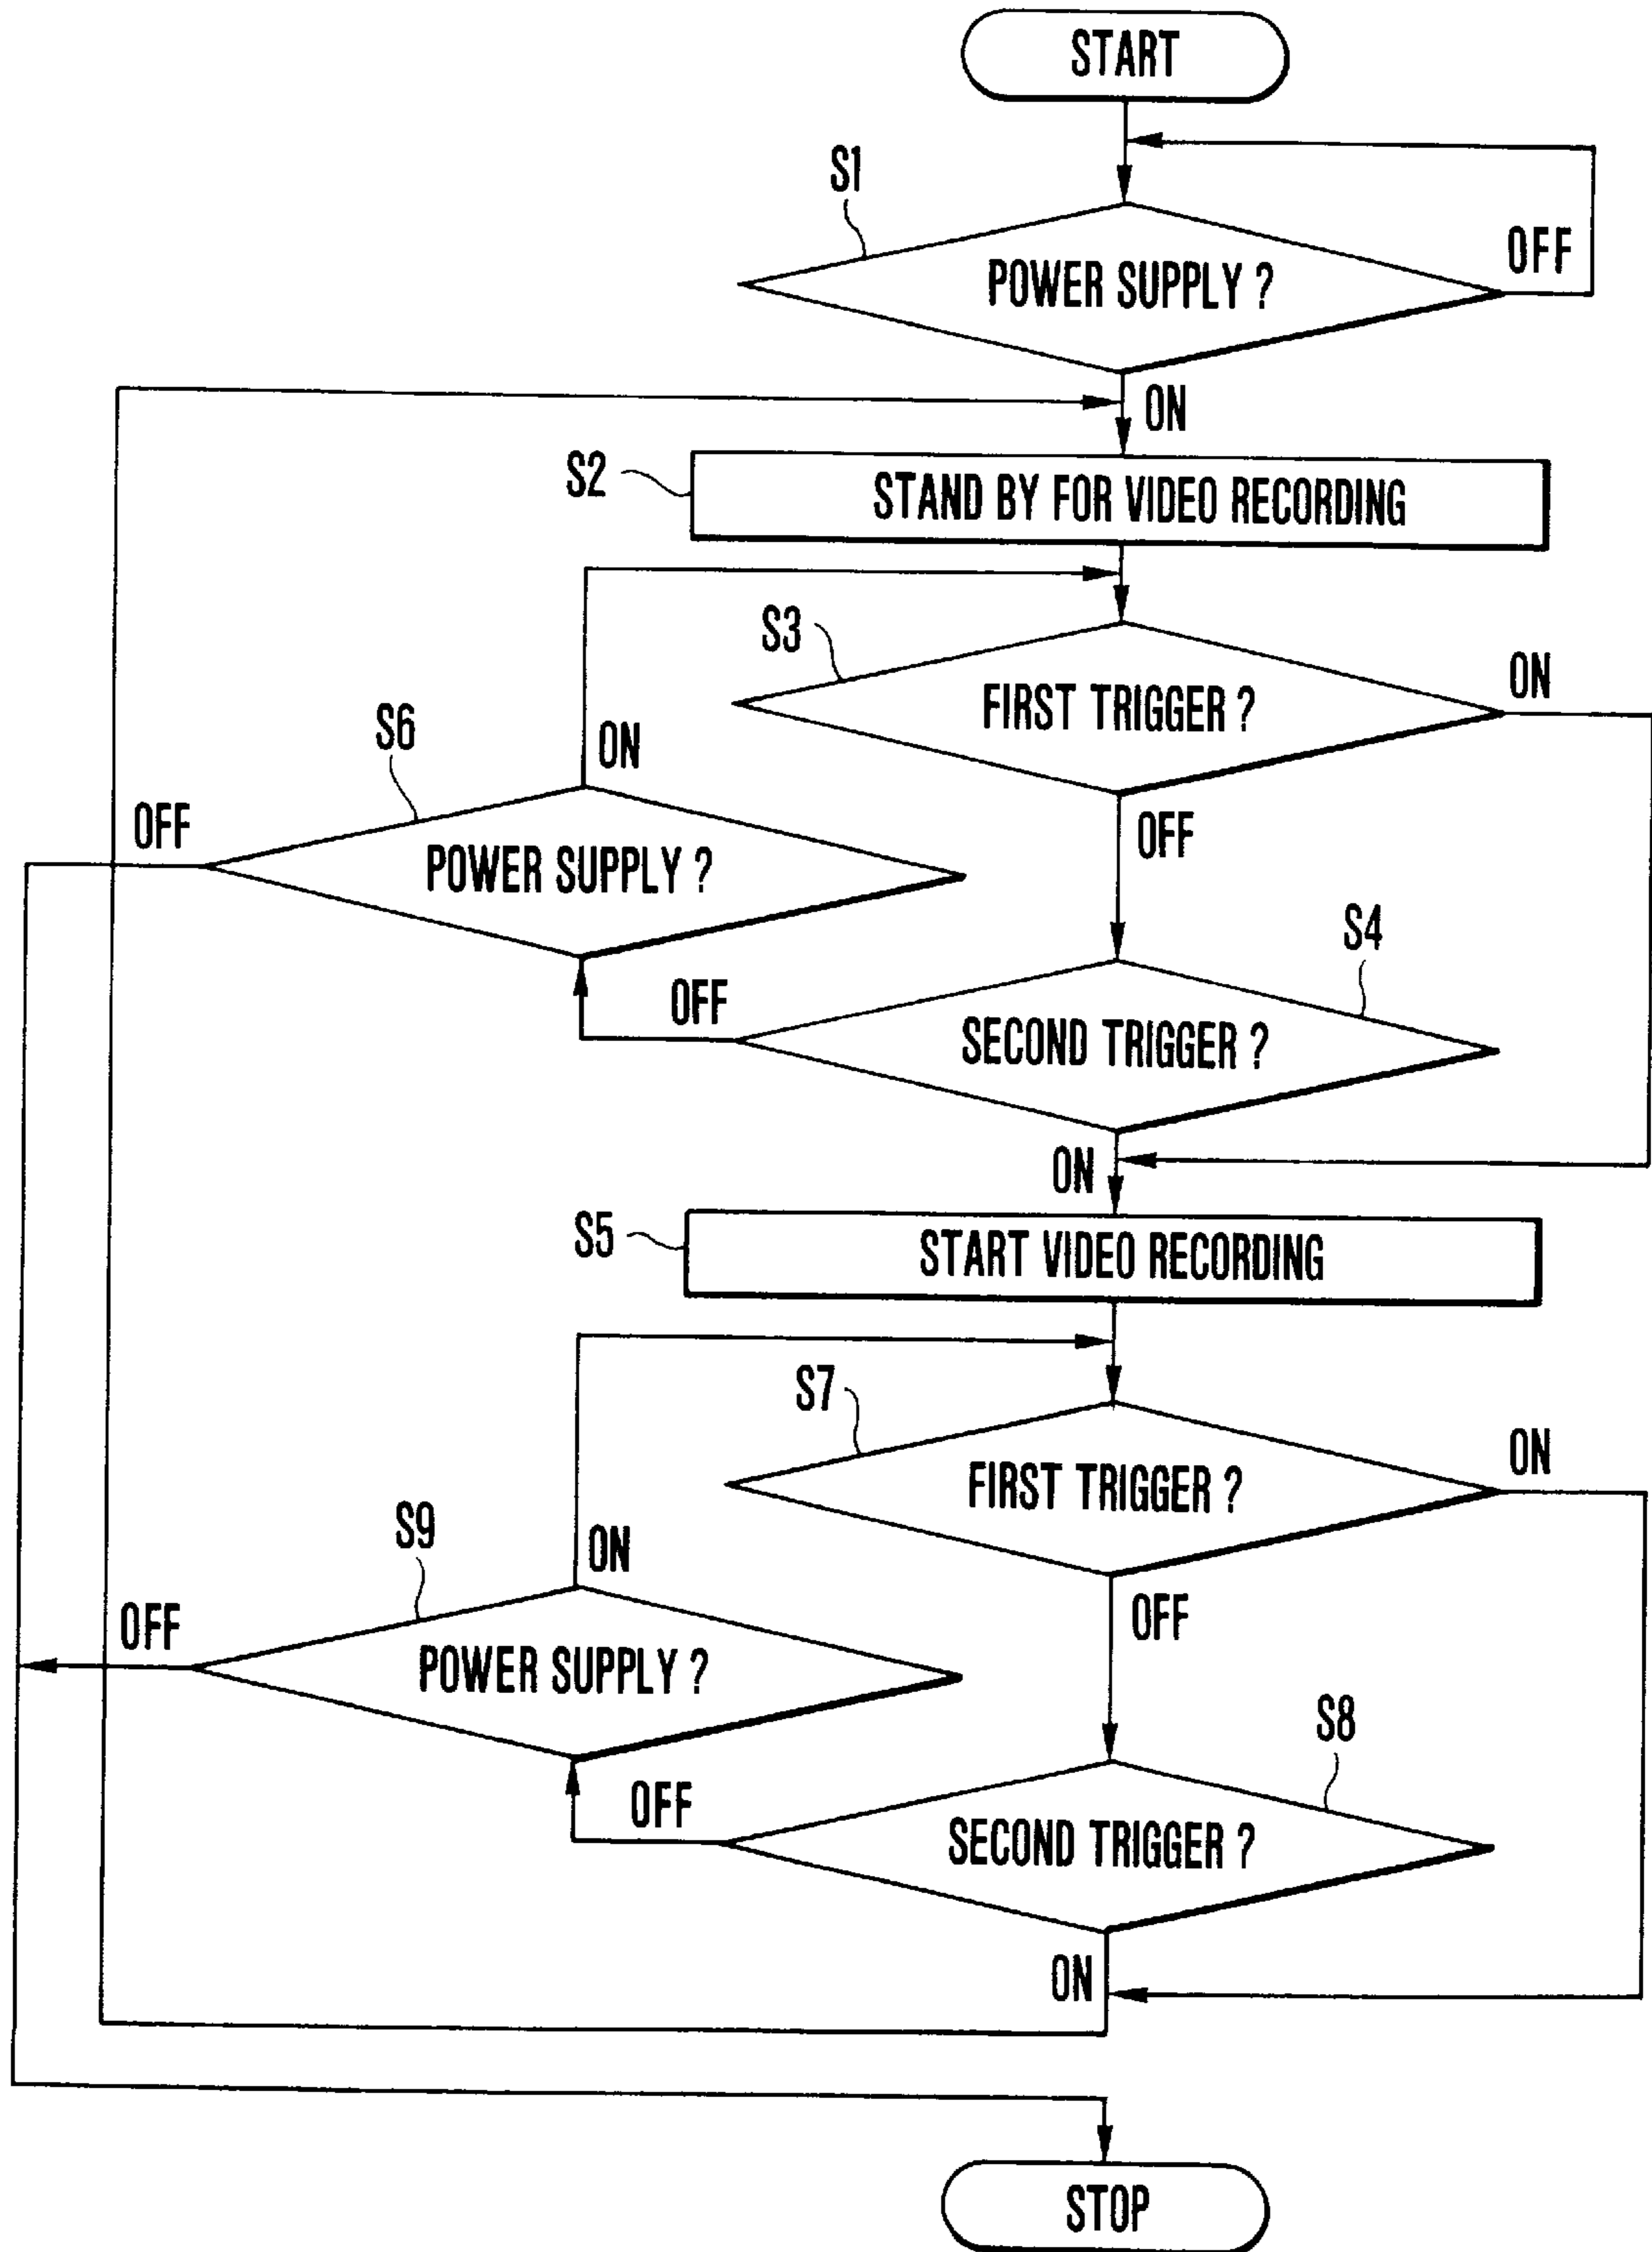 START
S1
POWER SUPPLY ?
OFF
ON
S2
STAND BY FOR VIDEO RECORDING
S3
FIRST TRIGGER ?
ON
S6
ON
OFF
POWER SUPPLY ?
OFF
S4
OFF
SECOND TRIGGER ?
ON
S5
START VIDEO RECORDING
S7
FIRST TRIGGER ?
ON
S9
ON
OFF
POWER SUPPLY ?
OFF
S8
OFF
SECOND TRIGGER ?
ON
STOP